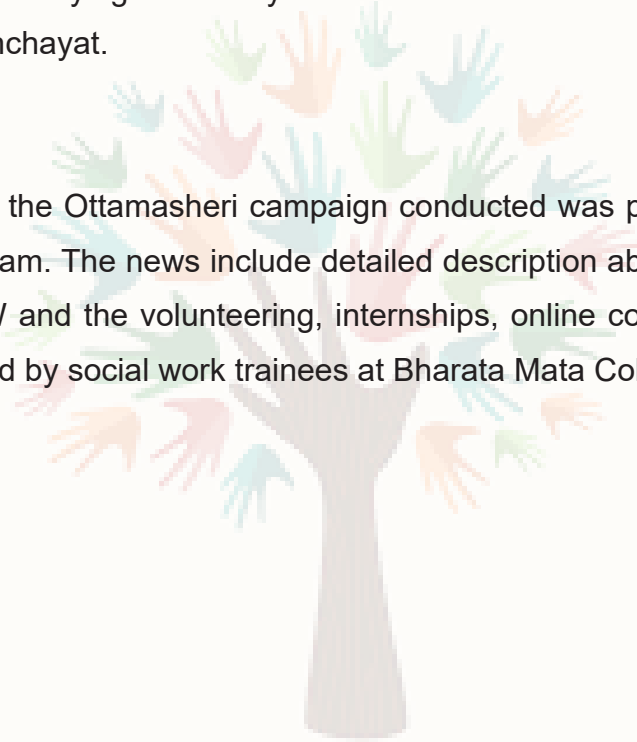 nchayat.
the Ottamasheri campaign conducted was p
am. The news include detailed description ab
and the volunteering, internships, online co
d by social work trainees at Bharata Mata Col